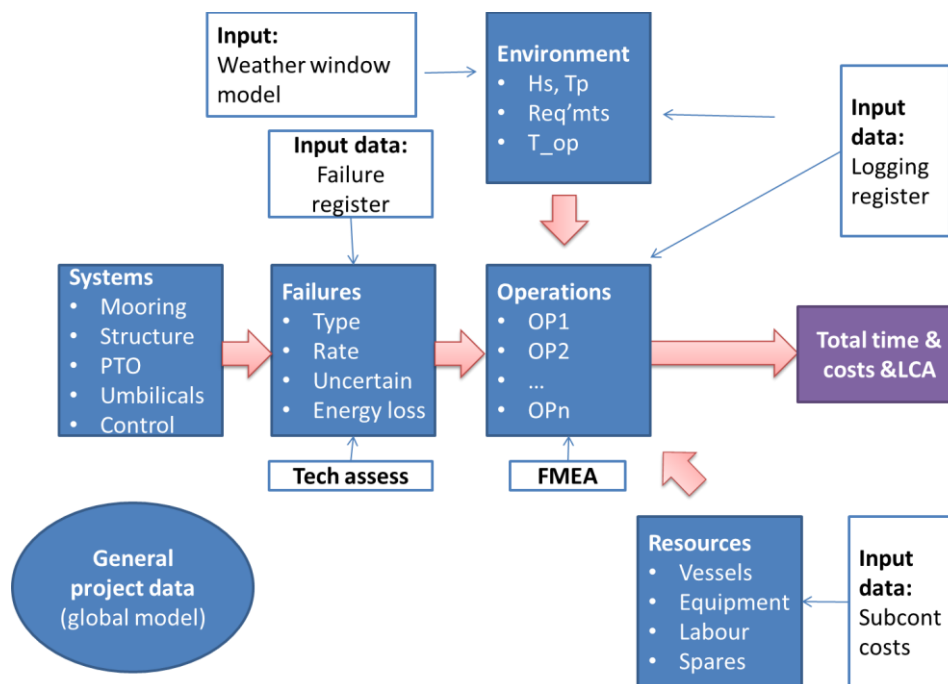 Input:
Weather window
model
Environment
• Hs, Tp
• Req'mts
• T_op
Input
data:
Logging
register
Input data:
Failure
register
Systems
• Mooring
• Structure
• PTO
• Umbilicals
• Control
Failures
• Type
• Rate
• Uncertain
• Energy loss
Operations
• OP1
• OP2
• ...
• OPn
Total time &
costs &LCA
Tech assess
FMEA
General
project data
(global model)
Resources
• Vessels
• Equipment
• Labour
• Spares
Input
data:
Subcont
costs